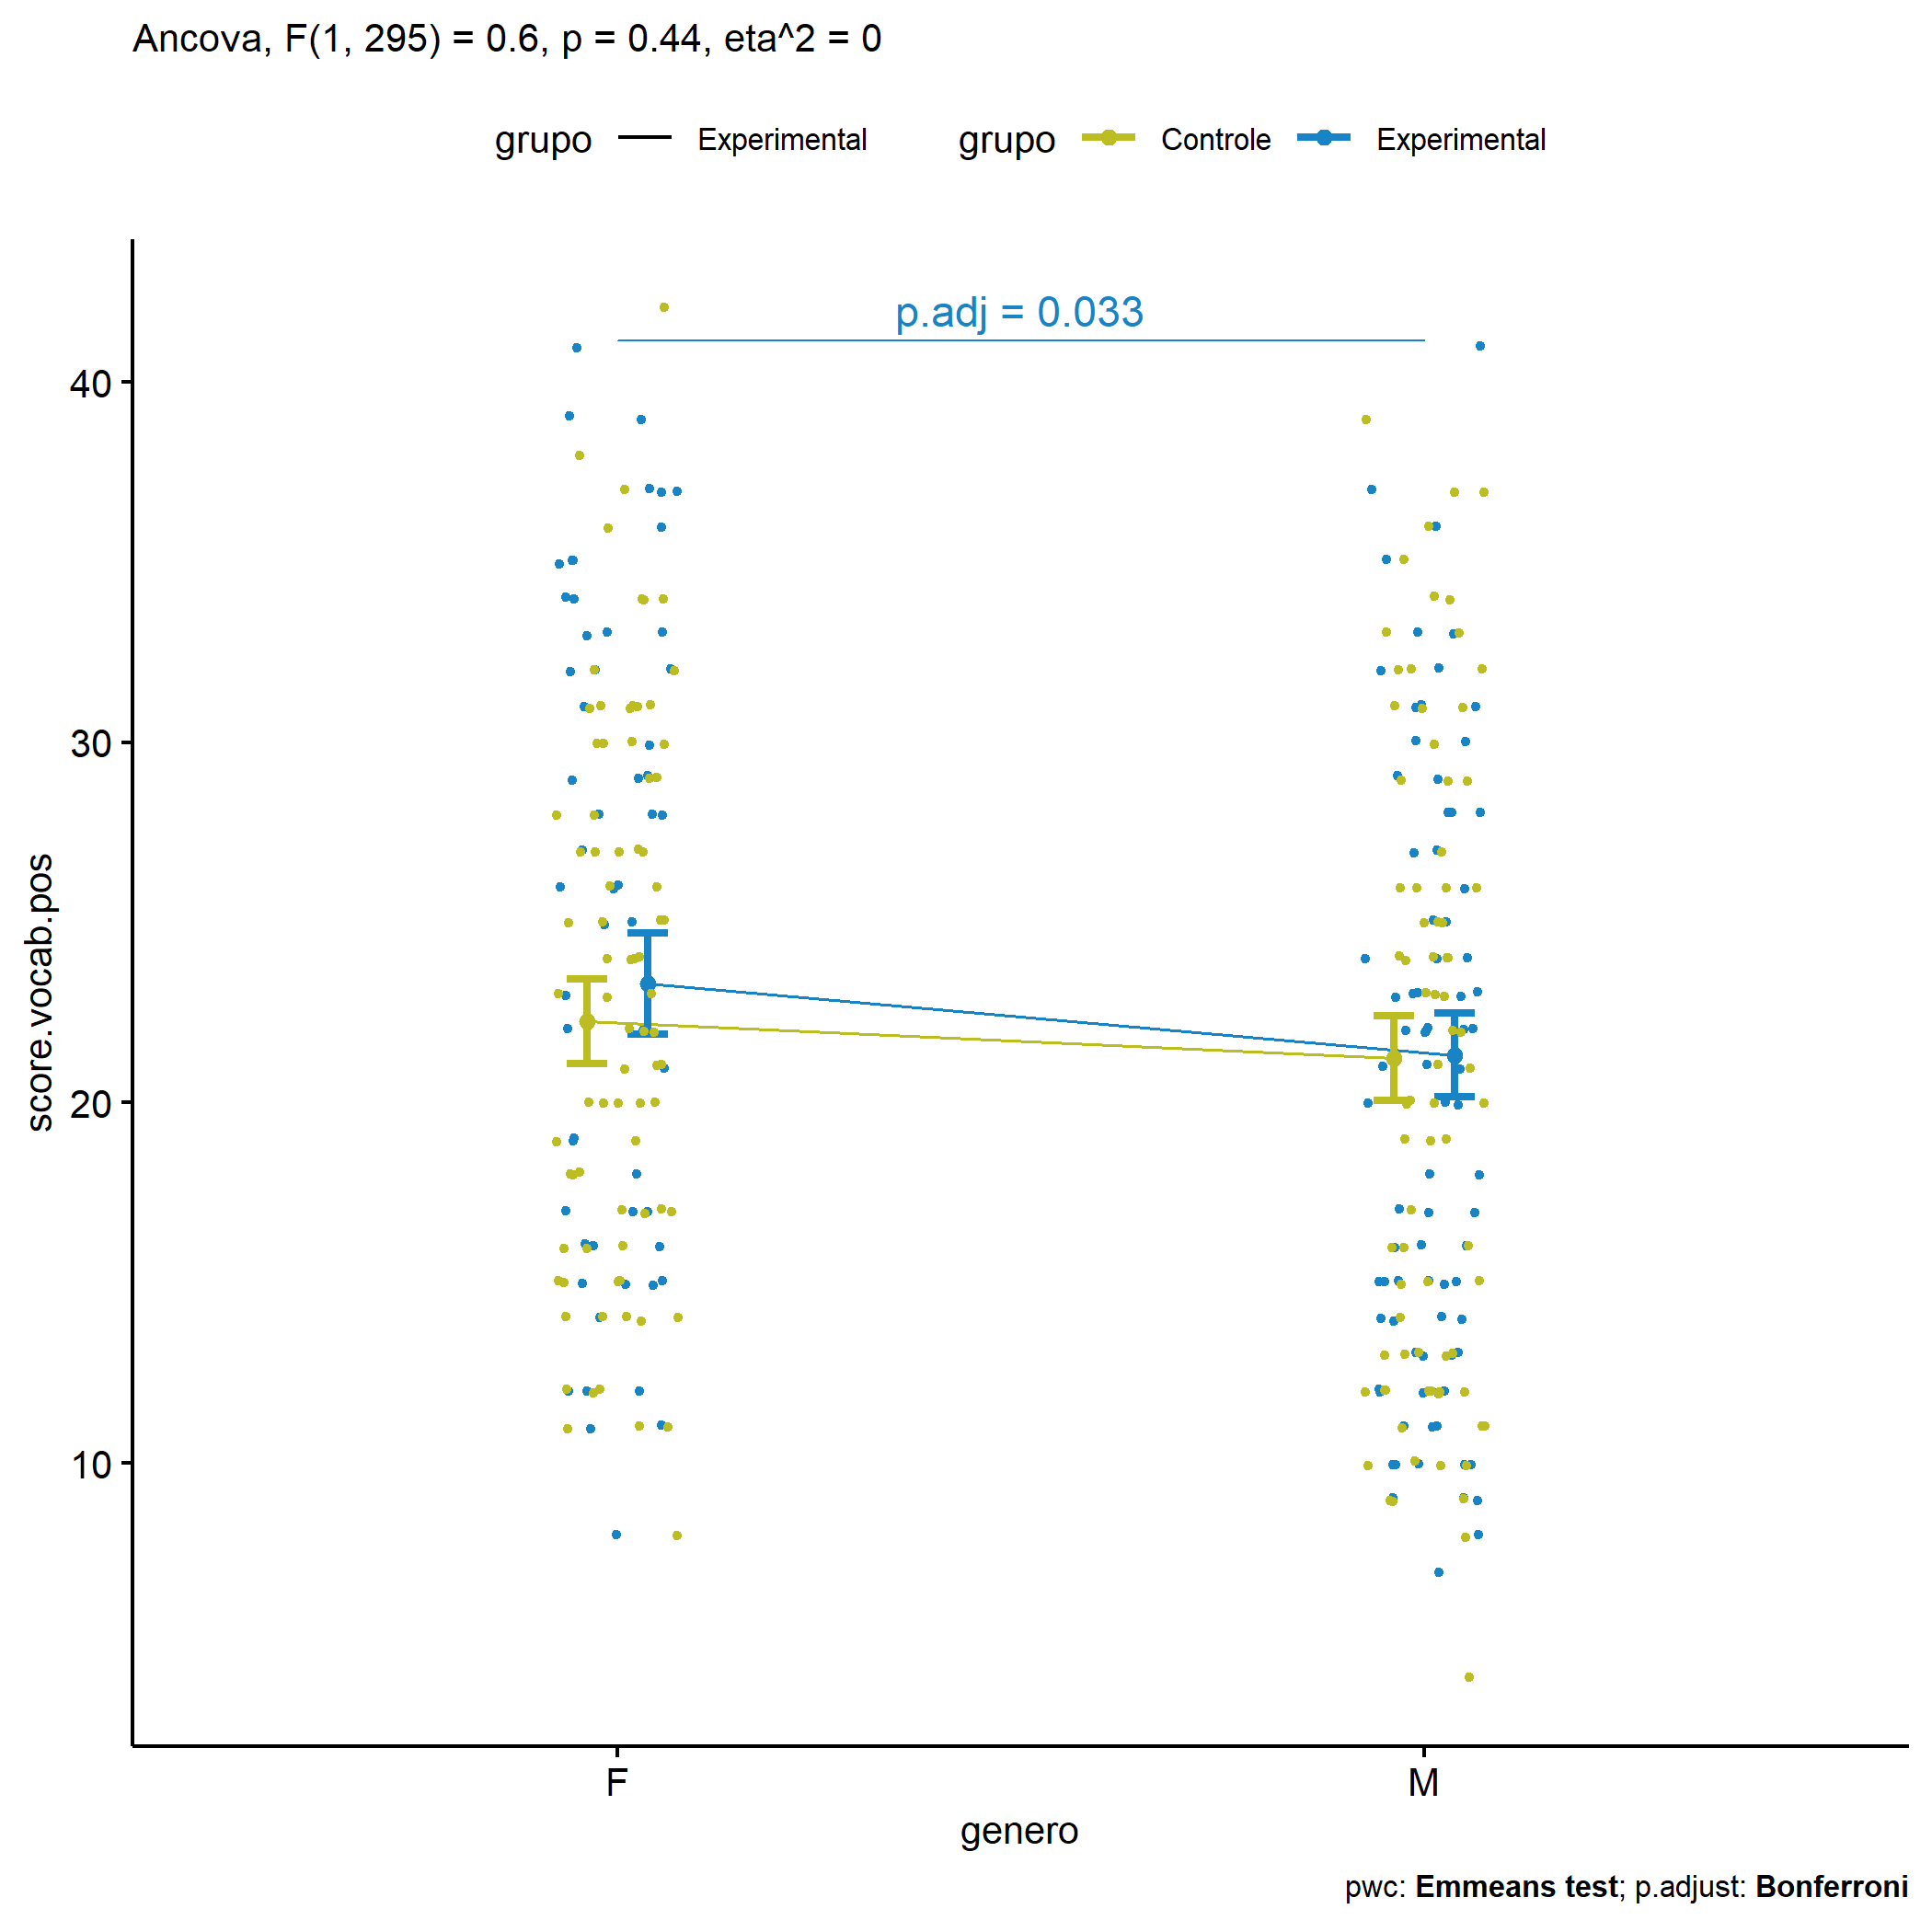 Ancova, F(1, 295) = 0.6, p = 0.44, eta^2 = 0
grupo Experimental grupo Controle Experimental
p.adj = 0.033
40
30
20
10
score.vocab.pos
F M
genero
pwc: Emmeans test; p.adjust: Bonferroni